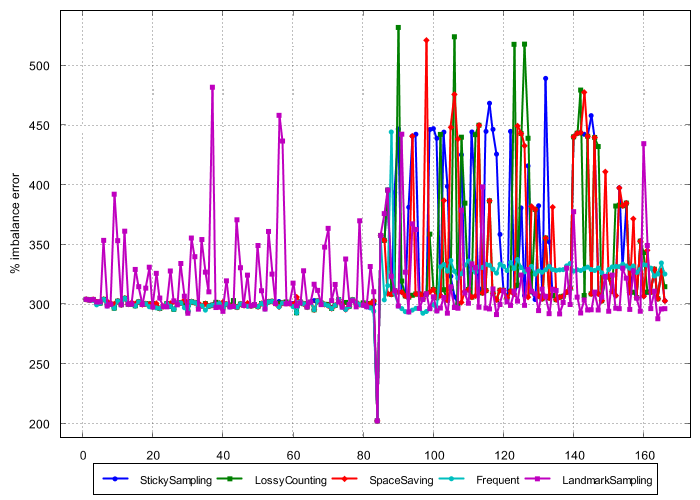 % imbalance error
500
450
400
350
300
250
200
0 20 40 60 80 100 120 140 160
StickySampling LossyCounting SpaceSaving Frequent LandmarkSampling